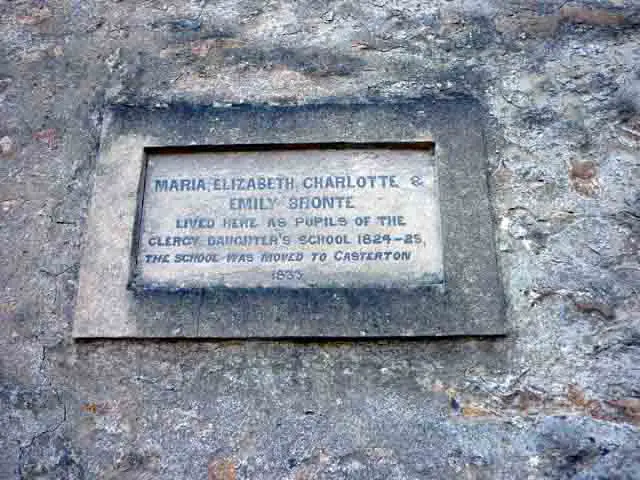 MARIA, ELIZABETH, CHARLOTTE &
EMILY BRONTE
LIVED HERE AS PUPILS OF THE
CLERGY DAUGHTER'S SCHOOL 1824-25,
THE SCHOOL WAS MOVED TO CASTERTON
1833